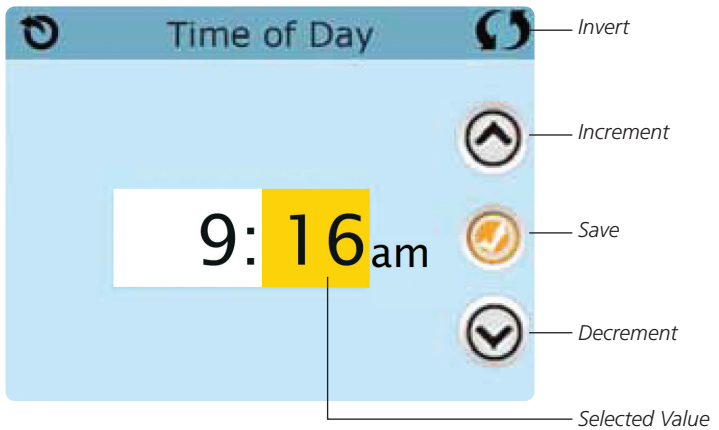 Time of Day
Invert
Increment
9:16am
Save
Decrement
Selected Value